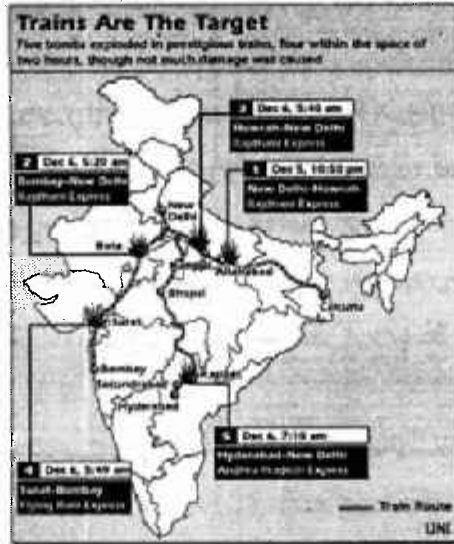 Trains Are The Target
Five bombs exploded in prestigious trains, four within the space of
two hours, though not much damage was caused
3 Dec 6, 5:40 am
Howrah-New Delhi
Rajdhani Express
2 Dec 6, 5:20 am
Bombay-New Delhi
Rajdhani Express
1 Dec 5, 10:50 pm
New Delhi-Howrah
Rajdhani Express
New
Delhi
Kota
Allahabad
Bhopal
Calcutta
Surat
Bombay
Secunderabad
Kazipet
Hyderabad
5 Dec 6, 7:10 am
Hyderabad-New Delhi
Andhra Pradesh Express
4 Dec 6, 5:49 am
Surat-Bombay
Flying Rani Express
Train Route
UNI